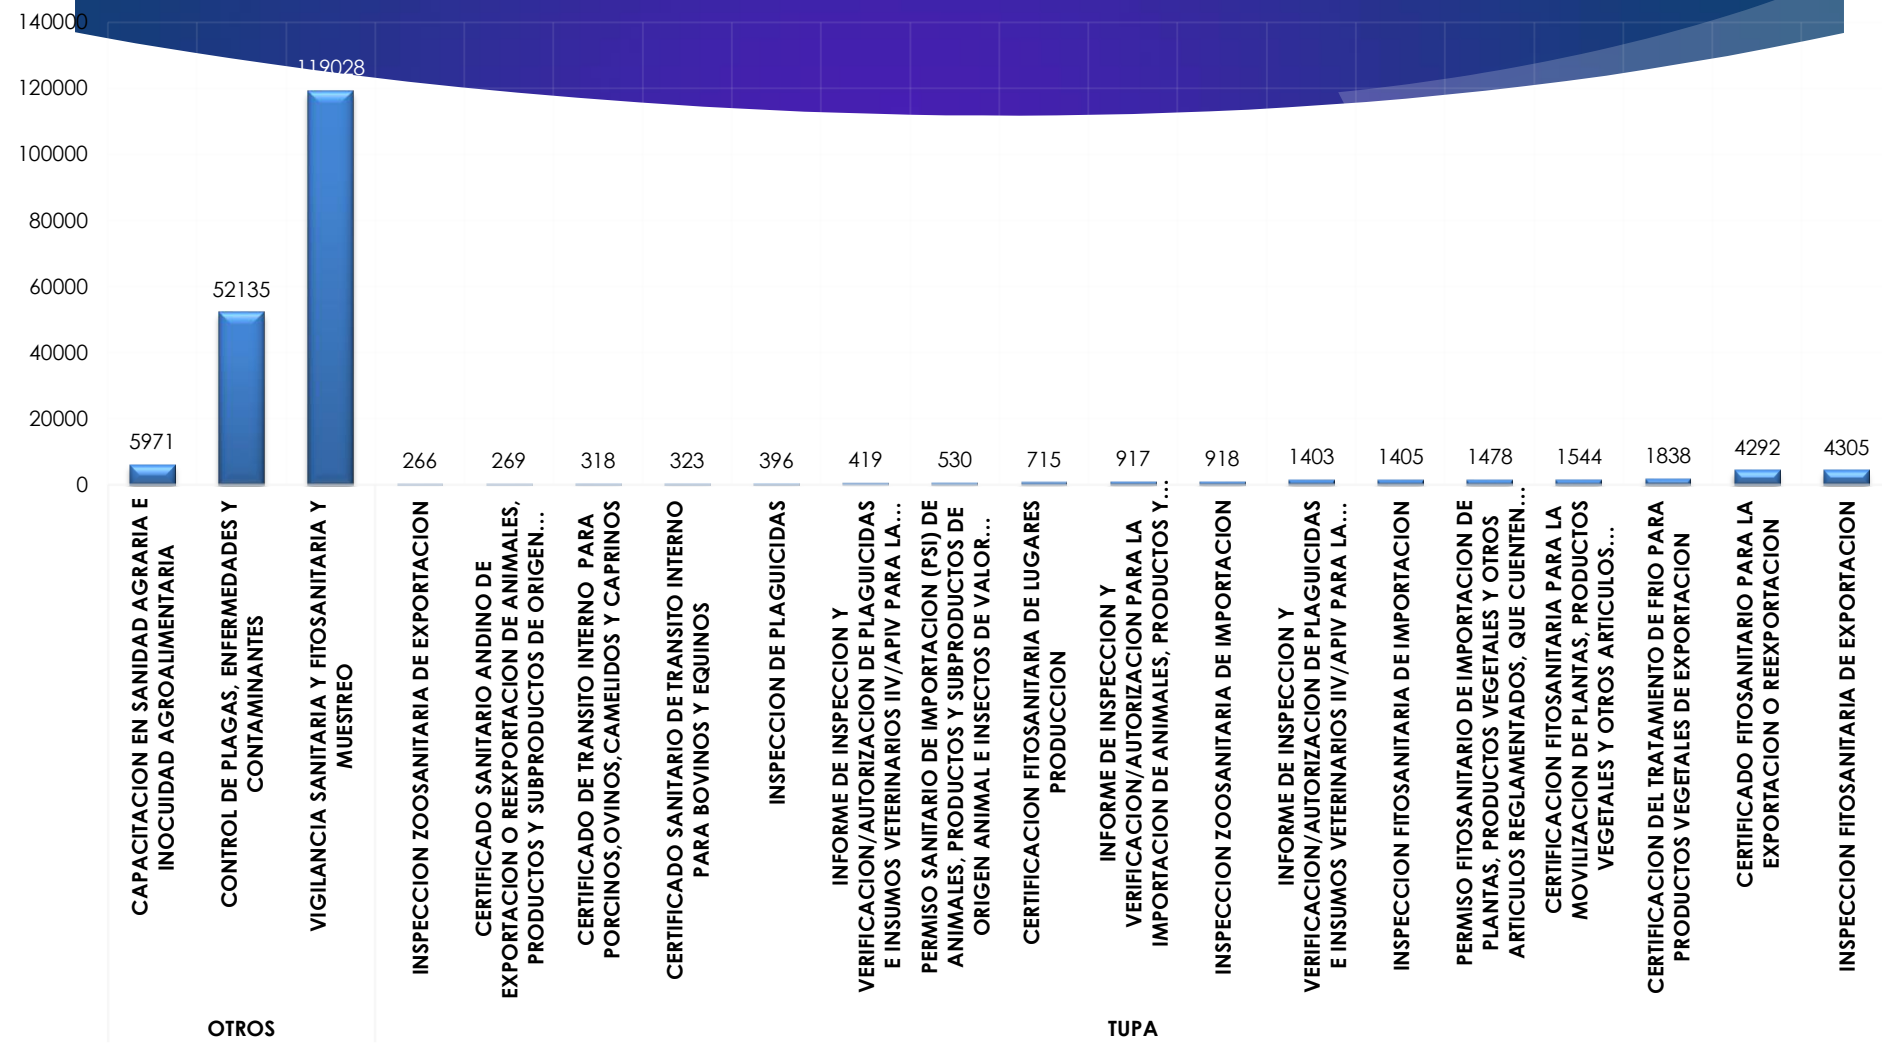 140000
120000
100000
80000
60000
40000
20000
0
5971
52135
119028
266
269
318
323
396
419
530
715
917
918
1403
1405
1478
1544
1838
4292
4305
CAPACITACION EN SANIDAD AGRARIA E
INOCUIDAD AGROALIMENTARIA
CONTROL DE PLAGAS, ENFERMEDADES Y
CONTAMINANTES
VIGILANCIA SANITARIA Y FITOSANITARIA Y
MUESTREO
INSPECCION ZOOSANITARIA DE EXPORTACION
CERTIFICADO SANITARIO ANDINO DE
EXPORTACION O REEXPORTACION DE ANIMALES,
PRODUCTOS Y SUBPRODUCTOS DE ORIGEN...
CERTIFICADO DE TRANSITO INTERNO PARA
PORCINOS,OVINOS,CAMELIDOS Y CAPRINOS
CERTIFICADO SANITARIO DE TRANSITO INTERNO
PARA BOVINOS Y EQUINOS
INSPECCION DE PLAGUICIDAS
INFORME DE INSPECCION Y
VERIFICACION/AUTORIZACION DE PLAGUICIDAS
E INSUMOS VETERINARIOS IIV/APIV PARA LA...
PERMISO SANITARIO DE IMPORTACION (PSI) DE
ANIMALES, PRODUCTOS Y SUBPRODUCTOS DE
ORIGEN ANIMAL E INSECTOS DE VALOR...
CERTIFICACION FITOSANITARIA DE LUGARES
PRODUCCION
INFORME DE INSPECCION Y
VERIFICACION/AUTORIZACION PARA LA
IMPORTACION DE ANIMALES, PRODUCTOS Y...
INSPECCION ZOOSANITARIA DE IMPORTACION
INFORME DE INSPECCION Y
VERIFICACION/AUTORIZACION DE PLAGUICIDAS
E INSUMOS VETERINARIOS IIV/APIV PARA LA...
INSPECCION FITOSANITARIA DE IMPORTACION
PERMISO FITOSANITARIO DE IMPORTACION DE
PLANTAS, PRODUCTOS VEGETALES Y OTROS
ARTICULOS REGLAMENTADOS, QUE CUENTEN...
CERTIFICACION FITOSANITARIA PARA LA
MOVILIZACION DE PLANTAS, PRODUCTOS
VEGETALES Y OTROS ARTICULOS...
CERTIFICACION DEL TRATAMIENTO DE FRIO PARA
PRODUCTOS VEGETALES DE EXPORTACION
CERTIFICADO FITOSANITARIO PARA LA
EXPORTACION O REEXPORTACION
INSPECCION FITOSANITARIA DE EXPORTACION
OTROS
TUPA